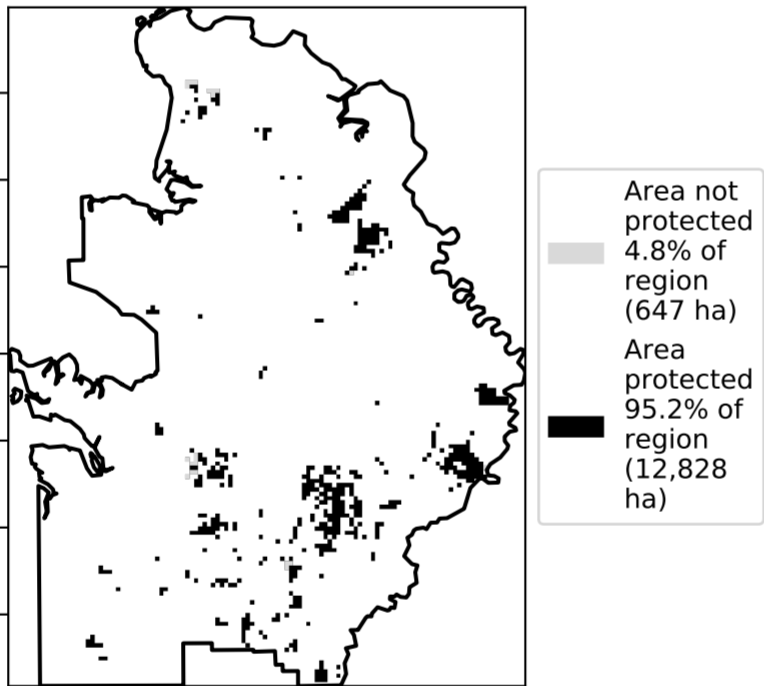 Area not
protected
4.8% of
region
(647 ha)
Area
protected
95.2% of
region
(12,828
ha)